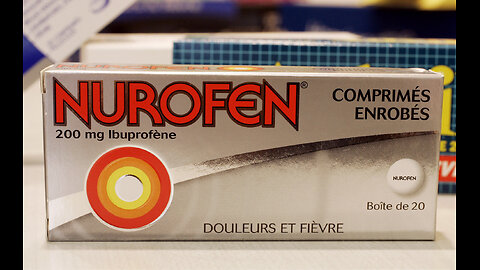 NUROFEN®
200 mg Ibuprofène
COMPRIMÉS
ENROBÉS
NUROFEN
Boîte de 20
DOULEURS ET FIÈVRE